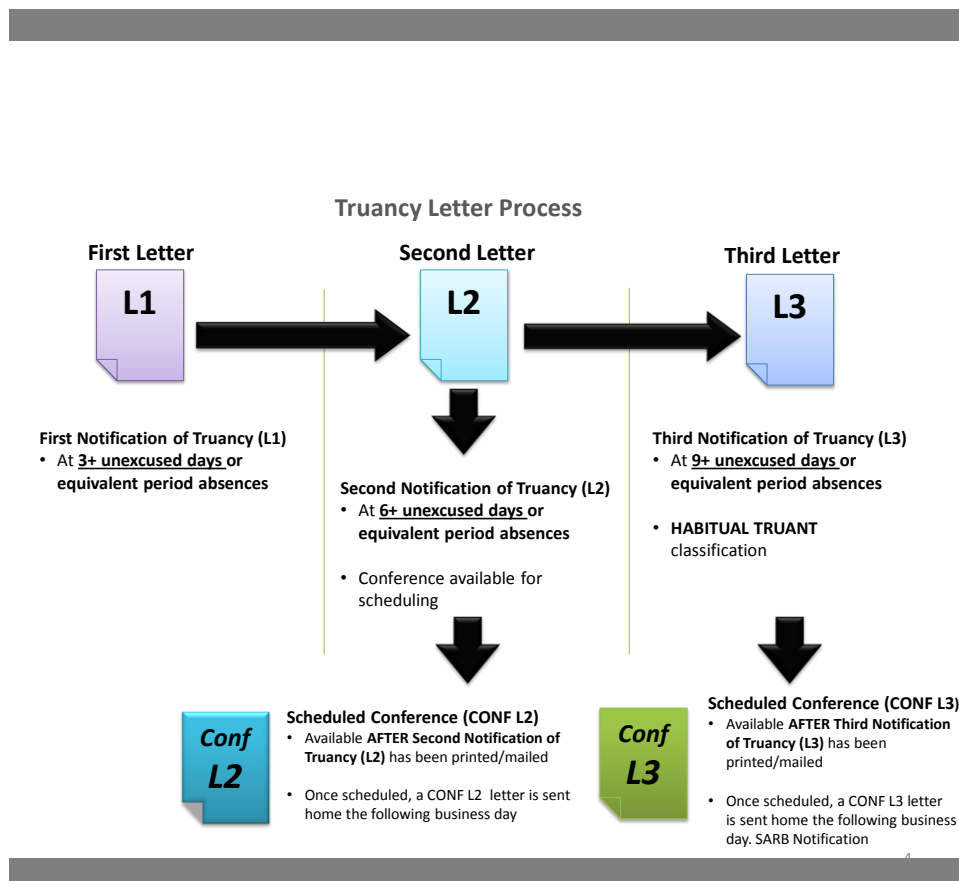 Truancy Letter Process
First Letter
L1
Second Letter
L2
Third Letter
L3
First Notification of Truancy (L1)
• At 3+ unexcused days or
equivalent period absences
Second Notification of Truancy (L2)
• At 6+ unexcused days or
equivalent period absences
• Conference available for
scheduling
Third Notification of Truancy (L3)
• At 9+ unexcused days or
equivalent period absences
• HABITUAL TRUANT
classification
Conf
L2
Scheduled Conference (CONF L2)
• Available AFTER Second Notification of
Truancy (L2) has been printed/mailed
• Once scheduled, a CONF L2 letter is sent
home the following business day
Conf
L3
Scheduled Conference (CONF L3)
• Available AFTER Third Notification
of Truancy (L3) has been
printed/mailed
• Once scheduled, a CONF L3 letter
is sent home the following business
day. SARB Notification